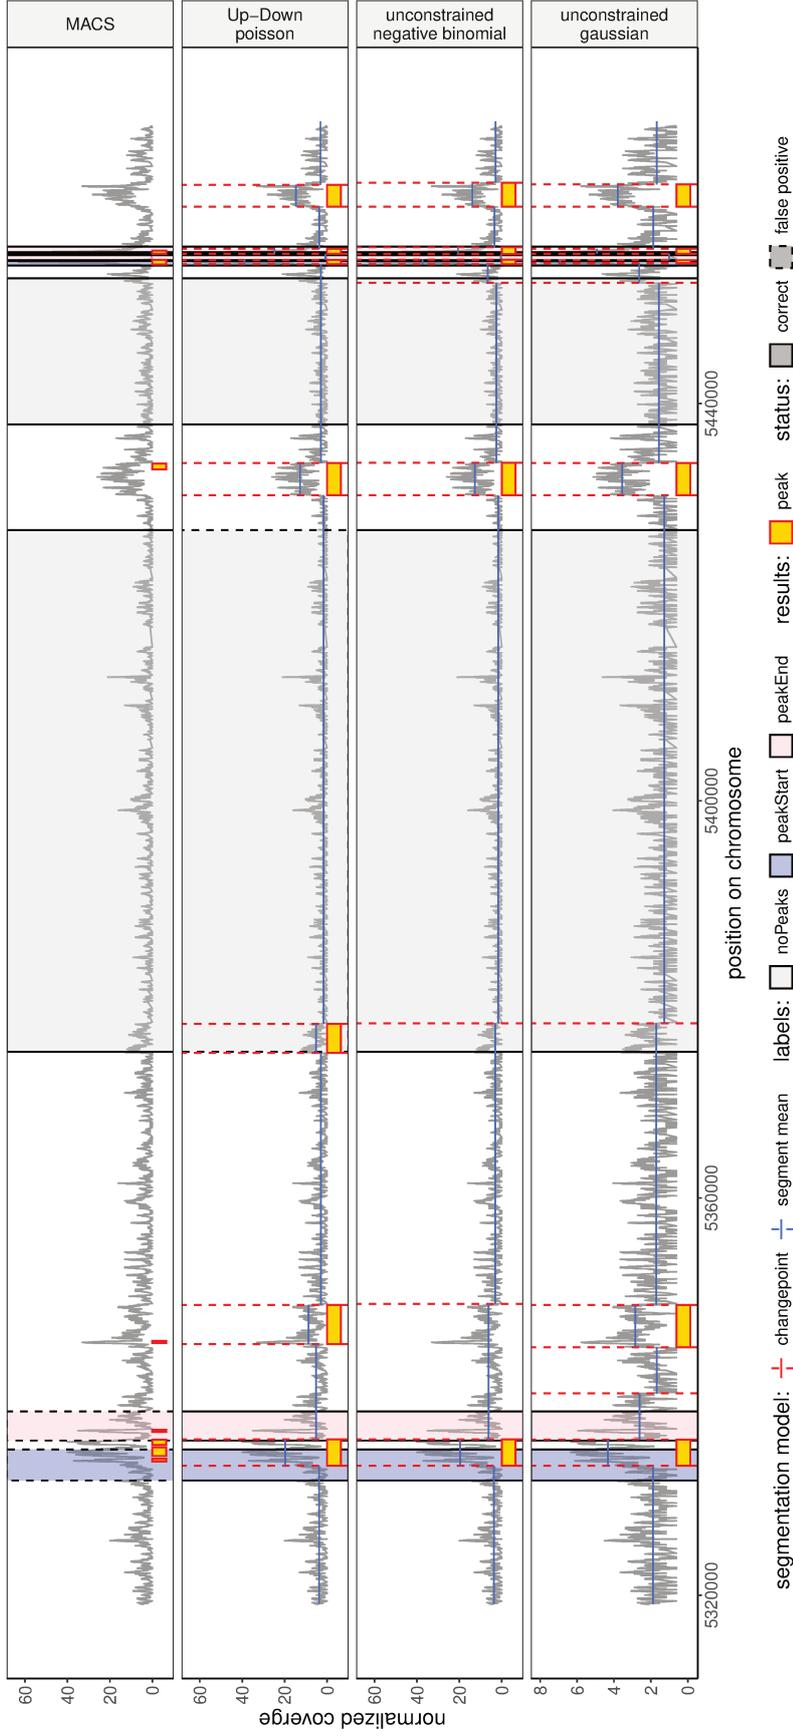 MACS
Up−Down
poisson
unconstrained
negative binomial
unconstrained
gaussian
normalized coverge
0
20
40
60
0
20
40
60
0
20
40
60
0
2
4
6
8
5320000
5360000
5400000
5440000
position on chromosome
segmentation model: changepoint segment mean labels: noPeaks peakStart peakEnd results: peak status: correct false positive